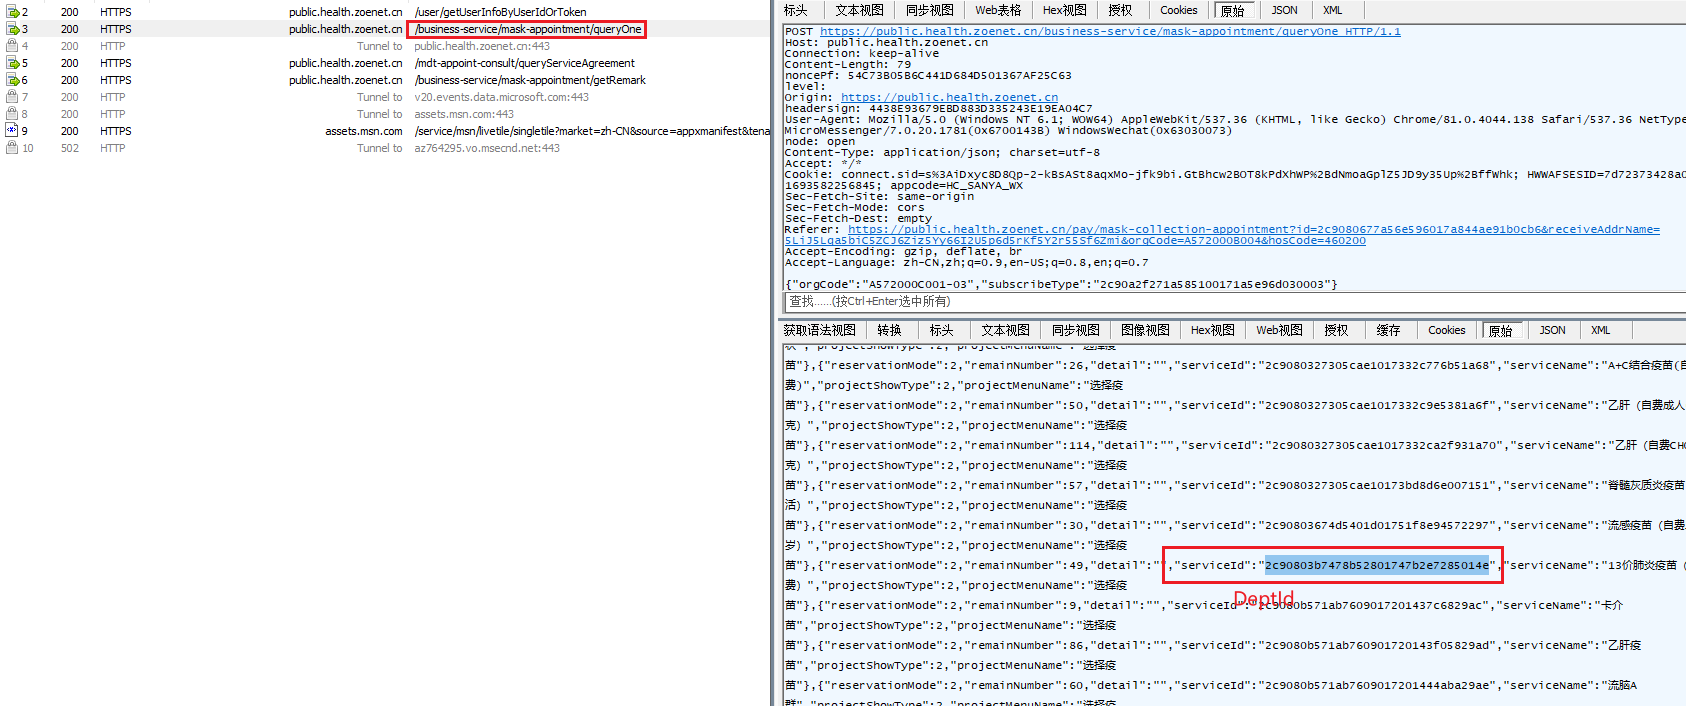 2 200 HTTPS public.health.zoenet.cn /user/getUserInfoByUserIdOrToken
3 200 HTTPS public.health.zoenet.cn /business-service/mask-appointment/queryOne
4 200 HTTP Tunnel to public.health.zoenet.cn:443
5 200 HTTPS public.health.zoenet.cn /mdt-appoint-consult/queryServiceAgreement
6 200 HTTPS public.health.zoenet.cn /business-service/mask-appointment/getRemark
7 200 HTTP Tunnel to v20.events.data.microsoft.com:443
8 200 HTTP Tunnel to assets.msn.com:443
9 200 HTTPS assets.msn.com /service/msn/livetile/singletile?market=zh-CN&source=appxmanifest&tena
10 502 HTTP Tunnel to az764295.vo.msecnd.net:443
标头 文本视图 同步视图 Web表格 Hex视图 授权 Cookies 原始 JSON XML
POST https://public.health.zoenet.cn/business-service/mask-appointment/queryOne HTTP/1.1
Host: public.health.zoenet.cn
Connection: keep-alive
Content-Length: 79
noncePf: 54C73B05B6C441D684D501367AF25C63
level:
Origin: https://public.health.zoenet.cn
headersign: 4438E93679EBD883D335243E19EA04C7
User-Agent: Mozilla/5.0 (Windows NT 6.1; WOW64) AppleWebKit/537.36 (KHTML, like Gecko) Chrome/81.0.4044.138 Safari/537.36 NetType
MicroMessenger/7.0.20.1781(0x6700143B) WindowsWechat(0x63030073)
node: open
Content-Type: application/json; charset=utf-8
Accept: */*
Cookie: connect.sid=s%3AiDxyc8D8Qp-2-kBsASt8aqxMo-jfk9bi.GtBhcw2BOT8kPdXhWP%2BdNmoaGplZ5JD9y35Up%2BffWhk; HWWAFSESID=7d72373428a0
1693582256845; appcode=HC_SANYA_WX
Sec-Fetch-Site: same-origin
Sec-Fetch-Mode: cors
Sec-Fetch-Dest: empty
Referer: https://public.health.zoenet.cn/pay/mask-collection-appointment?id=2c9080677a56e596017a844ae91b0cb6&receiveAddrName=
5LiJ5Lqa5biC5ZCJ6Ziz5Yy66I2U5p6d5rKf5Y2r55Sf6Zmi&orgCode=A572000B004&hosCode=460200
Accept-Encoding: gzip, deflate, br
Accept-Language: zh-CN,zh;q=0.9,en-US;q=0.8,en;q=0.7
{"orgCode":"A572000C001-03","subscribeType":"2c90a2f271a585100171a5e96d030003"}
查找......(按Ctrl+Enter选中所有)
获取语法视图 转换 标头 文本视图 同步视图 图像视图 Hex视图 Web视图 授权 缓存 Cookies 原始 JSON XML
","projectShowType":2,"projectMenuName":"选择疫
苗"},{"reservationMode":2,"remainNumber":26,"detail":"","serviceId":"2c9080327305cae1017332c776b51a68","serviceName":"A+C结合疫苗(自
费)","projectShowType":2,"projectMenuName":"选择疫
苗"},{"reservationMode":2,"remainNumber":50,"detail":"","serviceId":"2c9080327305cae1017332c9e5381a6f","serviceName":"乙肝（自费成人
克）","projectShowType":2,"projectMenuName":"选择疫
苗"},{"reservationMode":2,"remainNumber":114,"detail":"","serviceId":"2c9080327305cae1017332ca2f931a70","serviceName":"乙肝（自费CHO
克）","projectShowType":2,"projectMenuName":"选择疫
苗"},{"reservationMode":2,"remainNumber":57,"detail":"","serviceId":"2c9080327305cae10173bd8d6e007151","serviceName":"脊髓灰质炎疫苗
活）","projectShowType":2,"projectMenuName":"选择疫
苗"},{"reservationMode":2,"remainNumber":30,"detail":"","serviceId":"2c90803674d5401d01751f8e94572297","serviceName":"流感疫苗（自费
岁）","projectShowType":2,"projectMenuName":"选择疫
苗"},{"reservationMode":2,"remainNumber":49,"detail":"","serviceId":"2c90803b7478b52801747b2e7285014e","serviceName":"13价肺炎疫苗（
费）","projectShowType":2,"projectMenuName":"选择疫
DeptId
苗"},{"reservationMode":2,"remainNumber":9,"detail":"","serviceId":"2c9080b571ab7609017201437c6829ac","serviceName":"卡介
苗","projectShowType":2,"projectMenuName":"选择疫
苗"},{"reservationMode":2,"remainNumber":86,"detail":"","serviceId":"2c9080b571ab760901720143f05829ad","serviceName":"乙肝疫
苗","projectShowType":2,"projectMenuName":"选择疫
苗"},{"reservationMode":2,"remainNumber":60,"detail":"","serviceId":"2c9080b571ab7609017201444aba29ae","serviceName":"流脑A
群","projectShowType":2,"projectMenuName":"选择疫